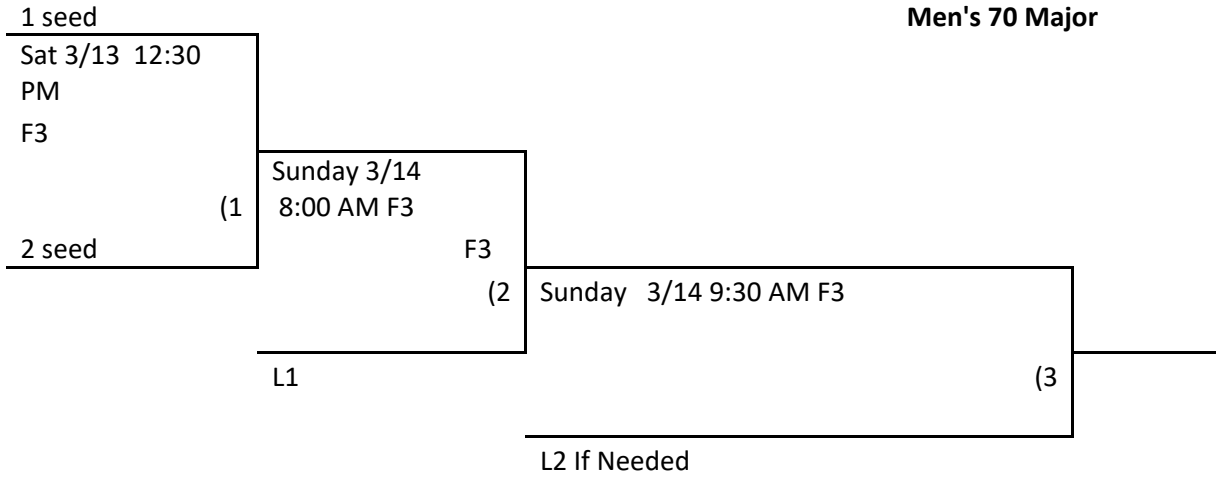 1 seed
Men's 70 Major
Sat 3/13 12:30
PM
F3
Sunday 3/14
(1
8:00 AM F3
2 seed
F3
(2
Sunday 3/14 9:30 AM F3
L1
(3
L2 If Needed